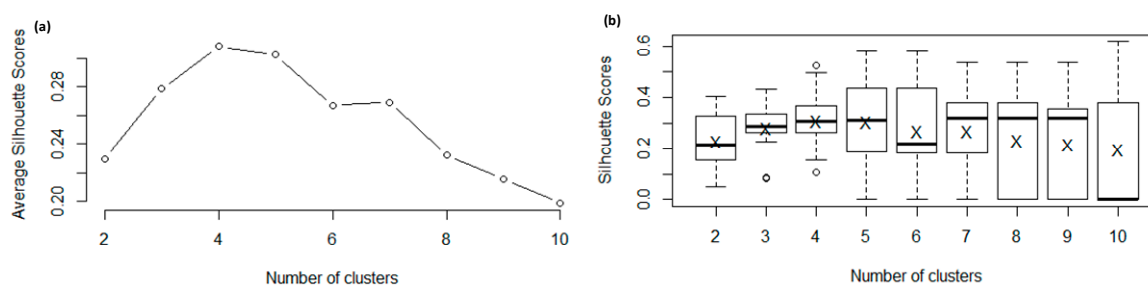 (a)
Average Silhouette Scores
0.20
0.24
0.28
2
4
6
8
10
Number of clusters
(b)
Silhouette Scores
0.0
0.2
0.4
0.6
X
X
X
X
X
X
X
X
X
2
3
4
5
6
7
8
9
10
Number of clusters